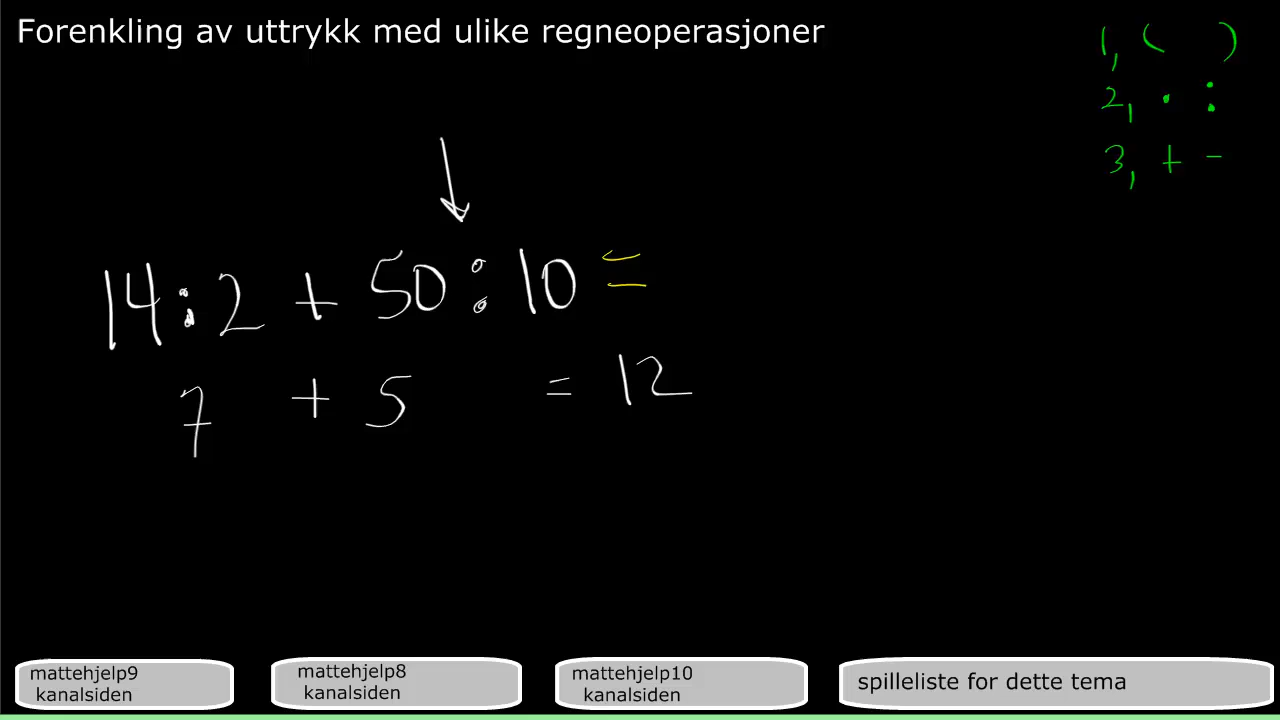 Forenkling av uttrykk med ulike regneoperasjoner
1, ( )
2, · :
3, + -
14:2 + 50:10 =
7 + 5 = 12
mattehjelp9
kanalsiden
mattehjelp8
kanalsiden
mattehjelp10
kanalsiden
spilleliste for dette tema